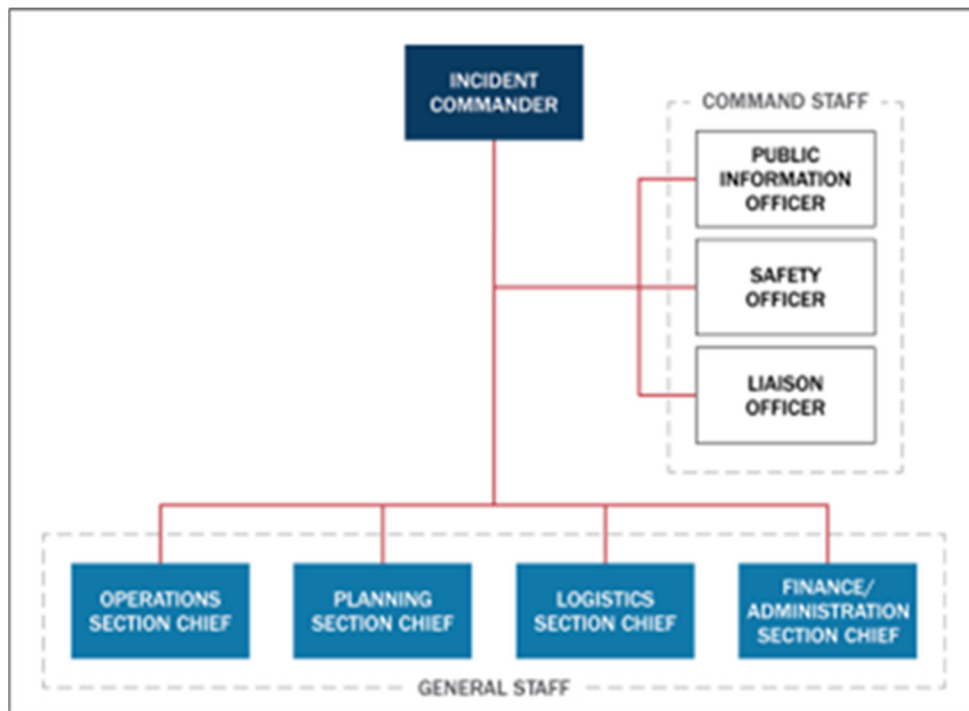 INCIDENT
COMMANDER
COMMAND STAFF
PUBLIC
INFORMATION
OFFICER
SAFETY
OFFICER
LIAISON
OFFICER
OPERATIONS
SECTION CHIEF
PLANNING
SECTION CHIEF
LOGISTICS
SECTION CHIEF
FINANCE/
ADMINISTRATION
SECTION CHIEF
GENERAL STAFF